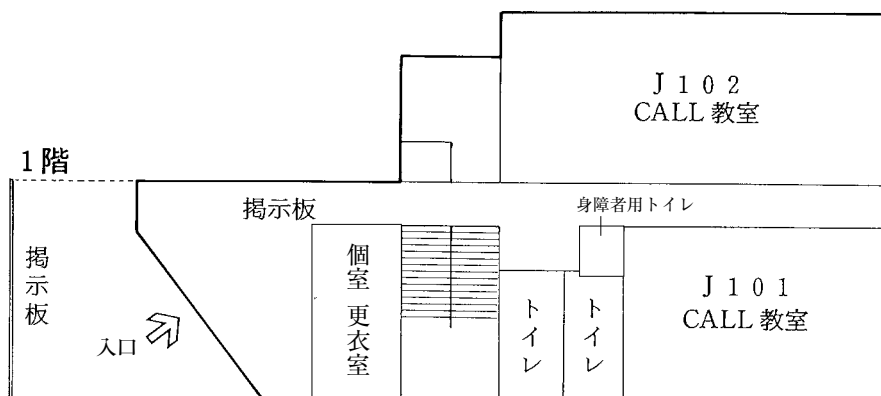 J102
CALL 教室
1階
掲示板
身障者用トイレ
掲示板
個室 更衣室
J101
CALL 教室
トイレ
トイレ
入口